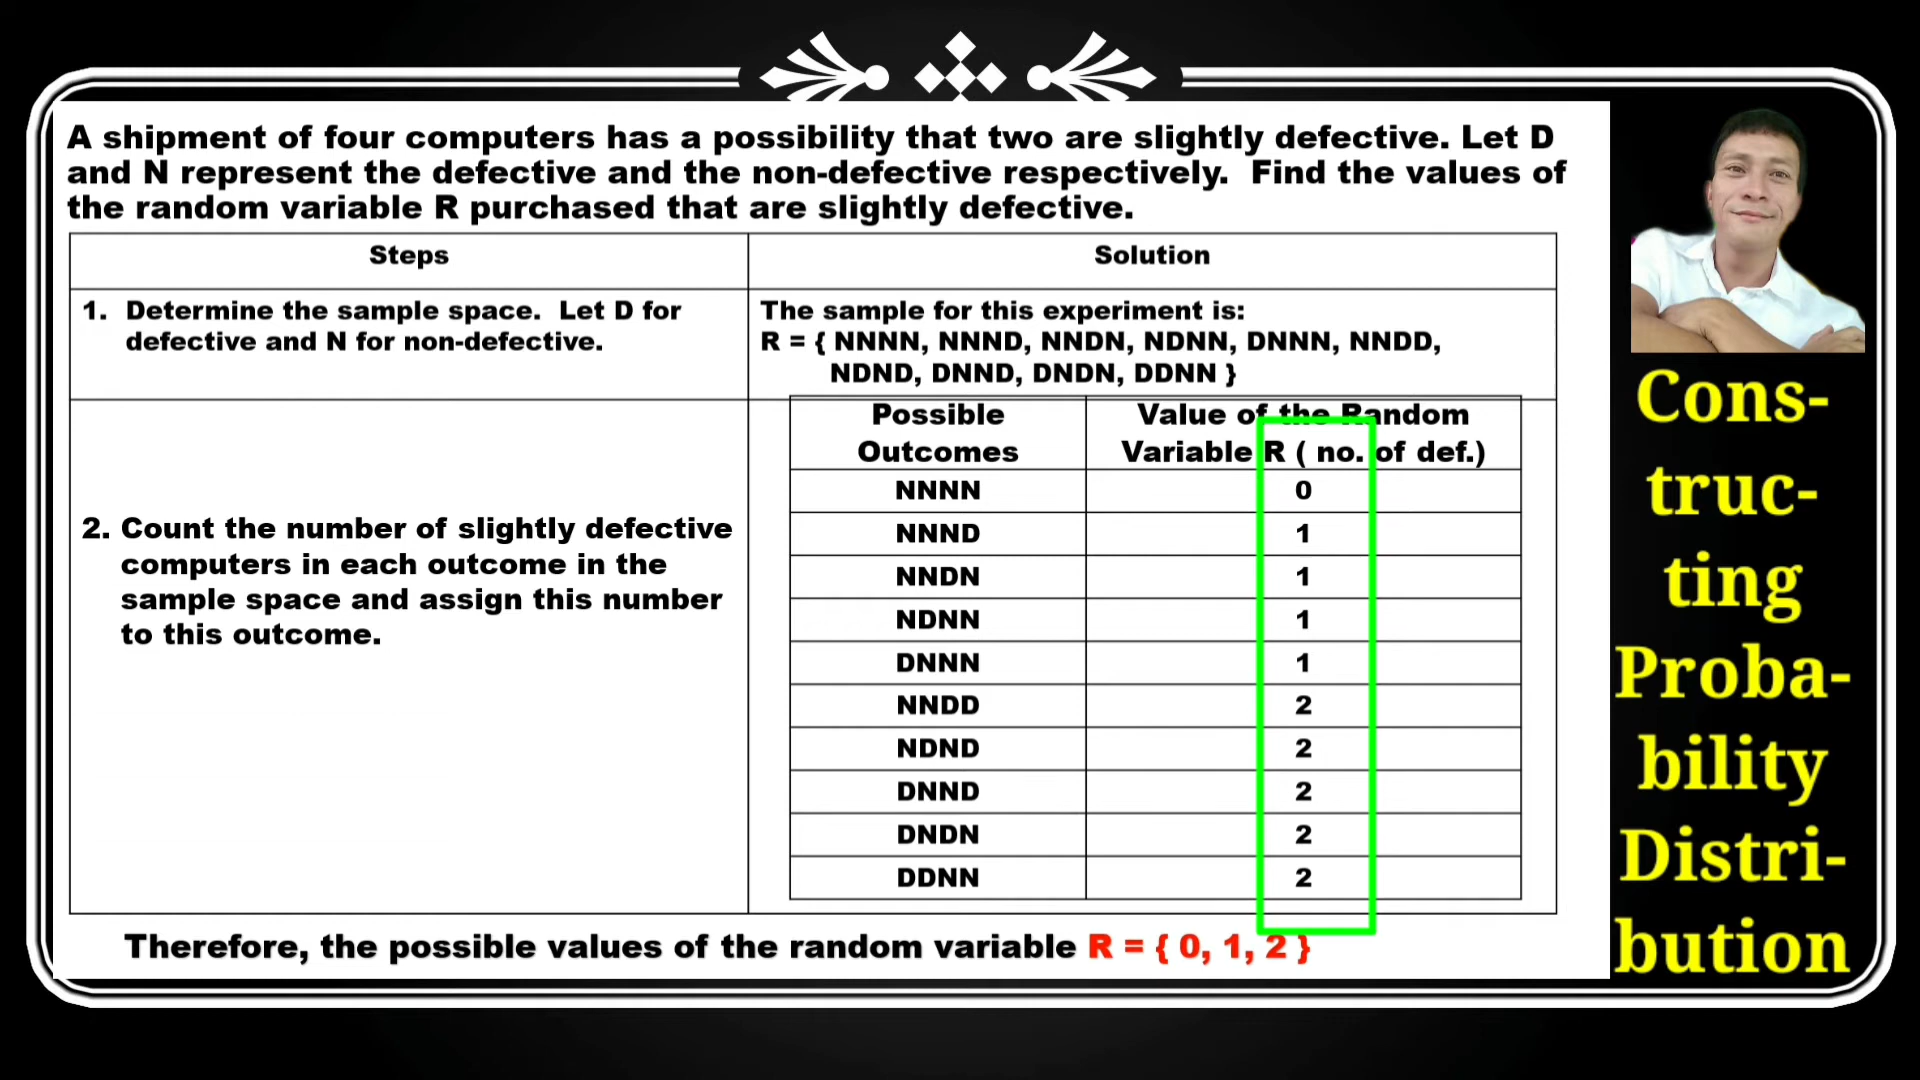 A shipment of four computers has a possibility that two are slightly defective. Let D
and N represent the defective and the non-defective respectively. Find the values of
the random variable R purchased that are slightly defective.
Steps
Solution
1. Determine the sample space. Let D for
defective and N for non-defective.
The sample for this experiment is:
R = { NNNN, NNND, NNDN, NDNN, DNNN, NNDD,
NDND, DNND, DNDN, DDNN }
2. Count the number of slightly defective
computers in each outcome in the
sample space and assign this number
to this outcome.
Possible
Outcomes
Value of the Random
Variable R ( no. of def.)
NNNN 0
NNND 1
NNDN 1
NDNN 1
DNNN 1
NNDD 2
NDND 2
DNND 2
DNDN 2
DDNN 2
Therefore, the possible values of the random variable R = { 0, 1, 2 }
Cons-
truc-
ting
Proba-
bility
Distri-
bution